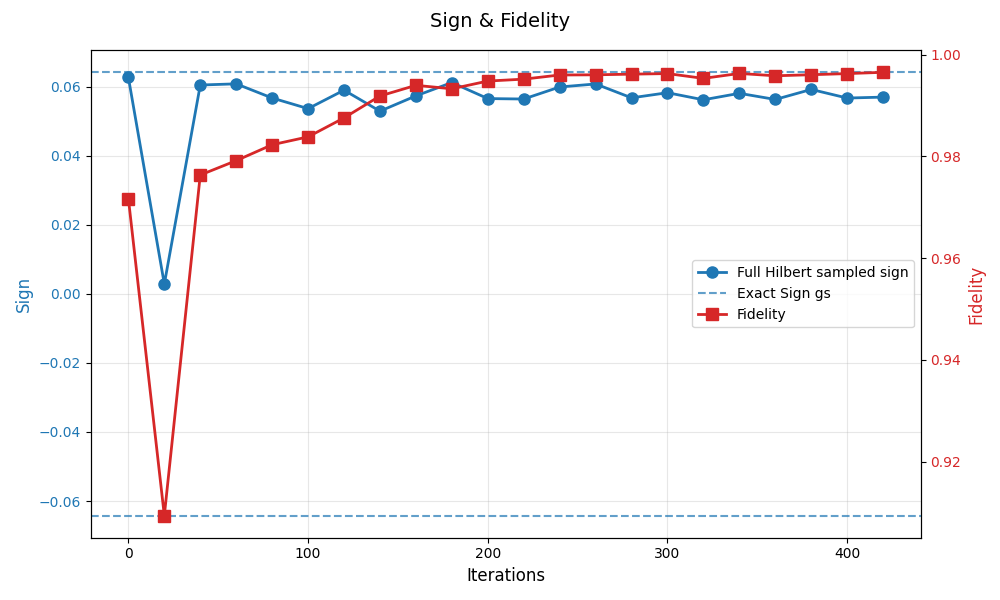 Sign & Fidelity
Sign
0.06
0.04
0.02
0.00
−0.02
−0.04
−0.06
1.00
0.98
0.96
0.94
0.92
Fidelity
Full Hilbert sampled sign
Exact Sign gs
Fidelity
0 100 200 300 400
Iterations